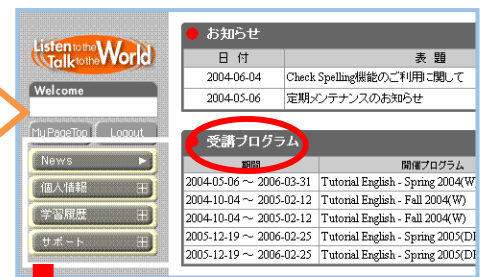 Listen to the World
Talk to the
Welcome
MyPageTop Logout
News
個人情報
学習履歴
サポート
お知らせ
日 付 表 題
2004-06-04 Check Spelling機能のご利用に関して
2004-05-06 定期メンテナンスのお知らせ
受講プログラム
期間 開催プログラム
2004-05-06 ～ 2006-03-31 Tutorial English - Spring 2004(W
2004-10-04 ～ 2005-02-12 Tutorial English - Fall 2004(W)
2004-10-04 ～ 2005-02-12 Tutorial English - Fall 2004(W)
2005-12-19 ～ 2006-02-25 Tutorial English - Spring 2005(DI
2005-12-19 ～ 2006-02-25 Tutorial English - Spring 2005(DI